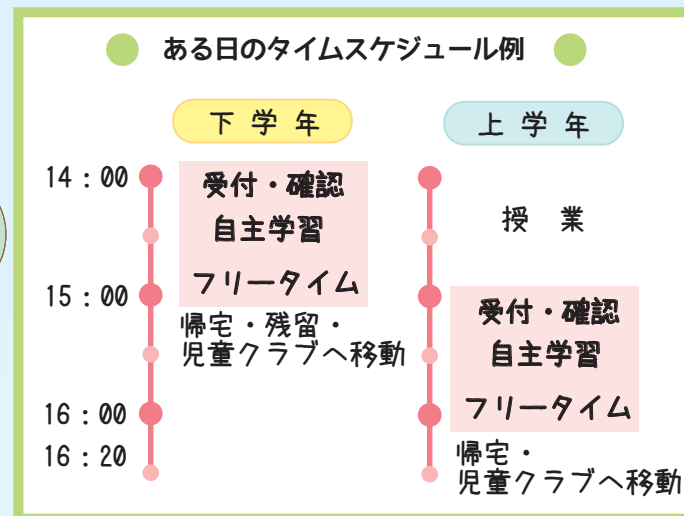 ある日のタイムスケジュール例
下学年
上学年
14：00
受付・確認
自主学習
授業
フリータイム
15：00
帰宅・残留・
児童クラブへ移動
受付・確認
自主学習
フリータイム
16：00
16：20
帰宅・
児童クラブへ移動